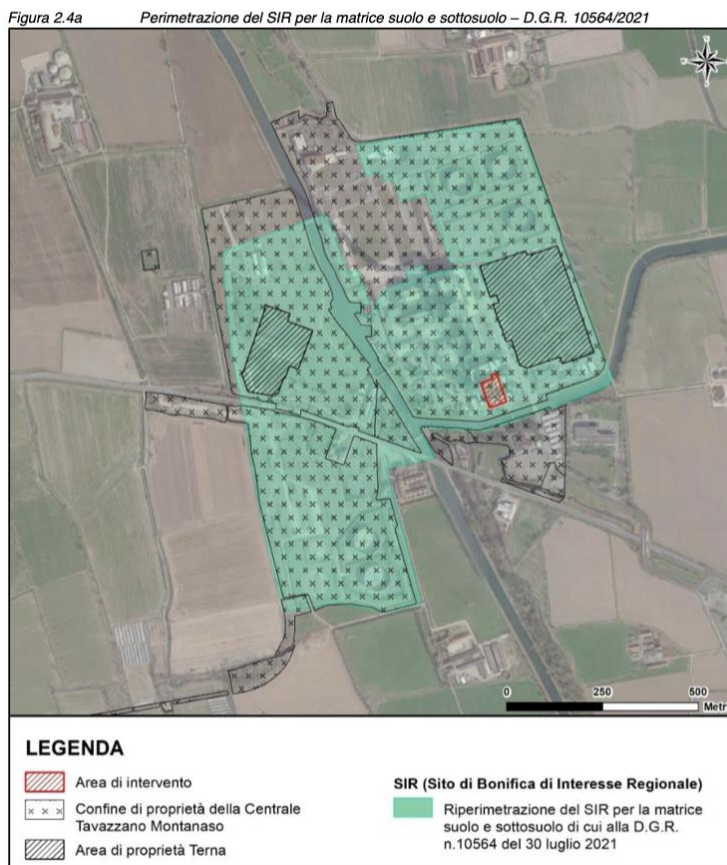 Figura 2.4a Perimetrazione del SIR per la matrice suolo e sottosuolo – D.G.R. 10564/2021
0 250 500
Metr
LEGENDA
Area di intervento
Confine di proprietà della Centrale
Tavazzano Montanaso
Area di proprietà Terna
SIR (Sito di Bonifica di Interesse Regionale)
Riperimetrazione del SIR per la matrice
suolo e sottosuolo di cui alla D.G.R.
n.10564 del 30 luglio 2021